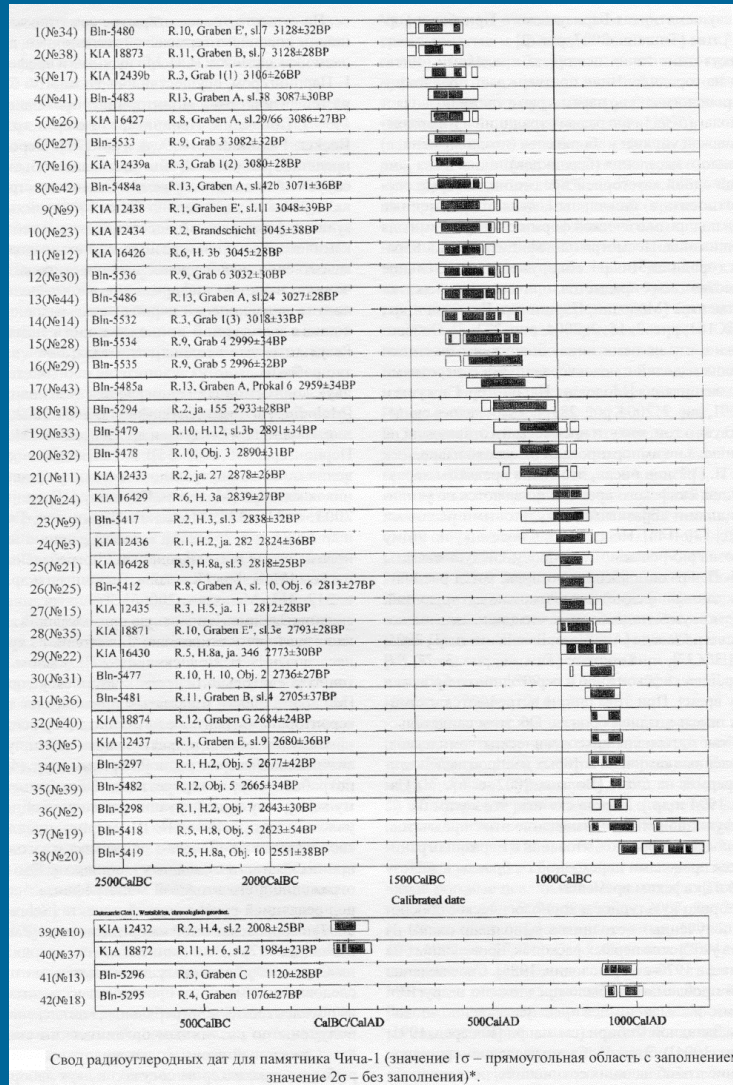 1(№34) Bln-5480 R.10, Graben E', sl.7 3128±32BP
2(№38) KIA 18873 R.11, Graben B, sl.7 3128±28BP
3(№17) KIA 12439b R.3, Grab 1(1) 3106±26BP
4(№41) Bln-5483 R13, Graben A, sl.38 3087±30BP
5(№26) KIA 16427 R.8, Graben A, sl.29/66 3086±27BP
6(№27) Bln-5533 R.9, Grab 3 3082±32BP
7(№16) KIA 12439a R.3, Grab 1(2) 3080±28BP
8(№42) Bln-5484a R.13, Graben A, sl.42b 3071±36BP
9(№9) KIA 12438 R.1, Graben E', sl.11 3048±39BP
10(№23) KIA 12434 R.2, Brandschicht 3045±38BP
11(№12) KIA 16426 R.6, H. 3b 3045±28BP
12(№30) Bln-5536 R.9, Grab 6 3032±30BP
13(№44) Bln-5486 R.13, Graben A, sl.24 3027±28BP
14(№14) Bln-5532 R.3, Grab 1(3) 3018±33BP
15(№28) Bln-5534 R.9, Grab 4 2999±34BP
16(№29) Bln-5535 R.9, Grab 5 2996±32BP
17(№43) Bln-5485a R.13, Graben A, Prokal 6 2959±34BP
18(№18) Bln-5294 R.2, ja. 155 2933±28BP
19(№33) Bln-5479 R.10, H.12, sl.3b 2891±34BP
20(№32) Bln-5478 R.10, Obj. 3 2890±31BP
21(№11) KIA 12433 R.2, ja. 27 2878±26BP
22(№24) KIA 16429 R.6, H. 3a 2839±27BP
23(№9) Bln-5417 R.2, H.3, sl.3 2838±32BP
24(№3) KIA 12436 R.1, H.2, ja. 282 2824±36BP
25(№21) KIA 16428 R.5, H.8a, sl.3 2818±25BP
26(№25) Bln-5412 R.8, Graben A, sl. 10, Obj. 6 2813±27BP
27(№15) KIA 12435 R.3, H.5, ja. 11 2812±28BP
28(№35) KIA 18871 R.10, Graben E", sl.3e 2793±28BP
29(№22) KIA 16430 R.5, H.8a, ja. 346 2773±30BP
30(№31) Bln-5477 R.10, H. 10, Obj. 2 2736±27BP
31(№36) Bln-5481 R.11, Graben B, sl.4 2705±37BP
32(№40) KIA 18874 R.12, Graben G 2684±24BP
33(№5) KIA 12437 R.1, Graben E, sl.9 2680±36BP
34(№1) Bln-5297 R.1, H.2, Obj. 5 2677±42BP
35(№39) Bln-5482 R.12, Obj. 5 2665±34BP
36(№2) Bln-5298 R.1, H.2, Obj. 7 2643±30BP
37(№19) Bln-5418 R.5, H.8, Obj. 5 2623±54BP
38(№20) Bln-5419 R.5, H.8a, Obj. 10 2551±38BP
2500CalBC 2000CalBC 1500CalBC 1000CalBC
Calibrated date
39(№10) KIA 12432 R.2, H.4, sl.2 2008±25BP
40(№37) KIA 18872 R.11, H. 6, sl.2 1984±23BP
41(№13) Bln-5296 R.3, Graben C 1120±28BP
42(№18) Bln-5295 R.4, Graben 1076±27BP
500CalBC CalBC/CalAD 500CalAD 1000CalAD
Свод радиоуглеродных дат для памятника Чича-1 (значение 1σ – прямоугольная область с заполнением
значение 2σ – без заполнения)*.